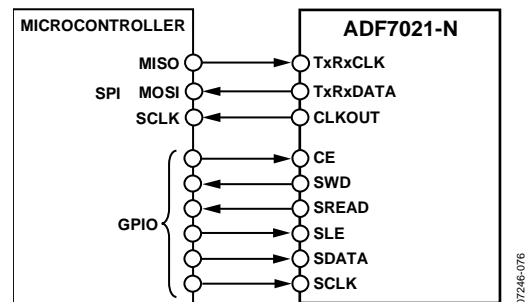 MICROCONTROLLER
ADF7021-N
MISO
TxRxCLK
SPI
MOSI
TxRxDATA
SCLK
CLKOUT
CE
SWD
SREAD
GPIO
SLE
SDATA
SCLK
07246-076